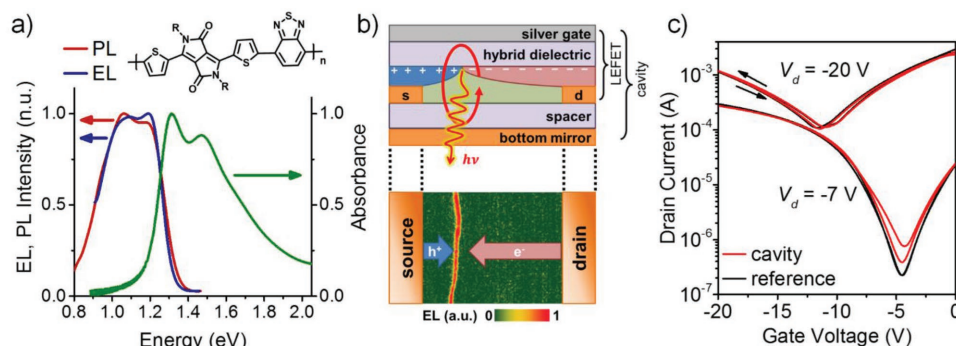 a)
PL
EL
R
N
O
S
N
S
N
S
n
O
N
R
EL, PL Intensity (n.u.)
1.0
0.5
0.0
1.0
0.5
0.0
Absorbance
0.8 1.0 1.2 1.4 1.6 1.8 2.0
Energy (eV)
b)
silver gate
hybrid dielectric
+ + + + + + - - - - - - - -
s
d
spacer
bottom mirror
LEFET
cavity
hν
source
h+
e-
drain
EL (a.u.) 0 1
c)
Drain Current (A)
10-3
10-4
10-5
10-6
10-7
Vd = -20 V
Vd = -7 V
cavity
reference
-20 -15 -10 -5 0
Gate Voltage (V)